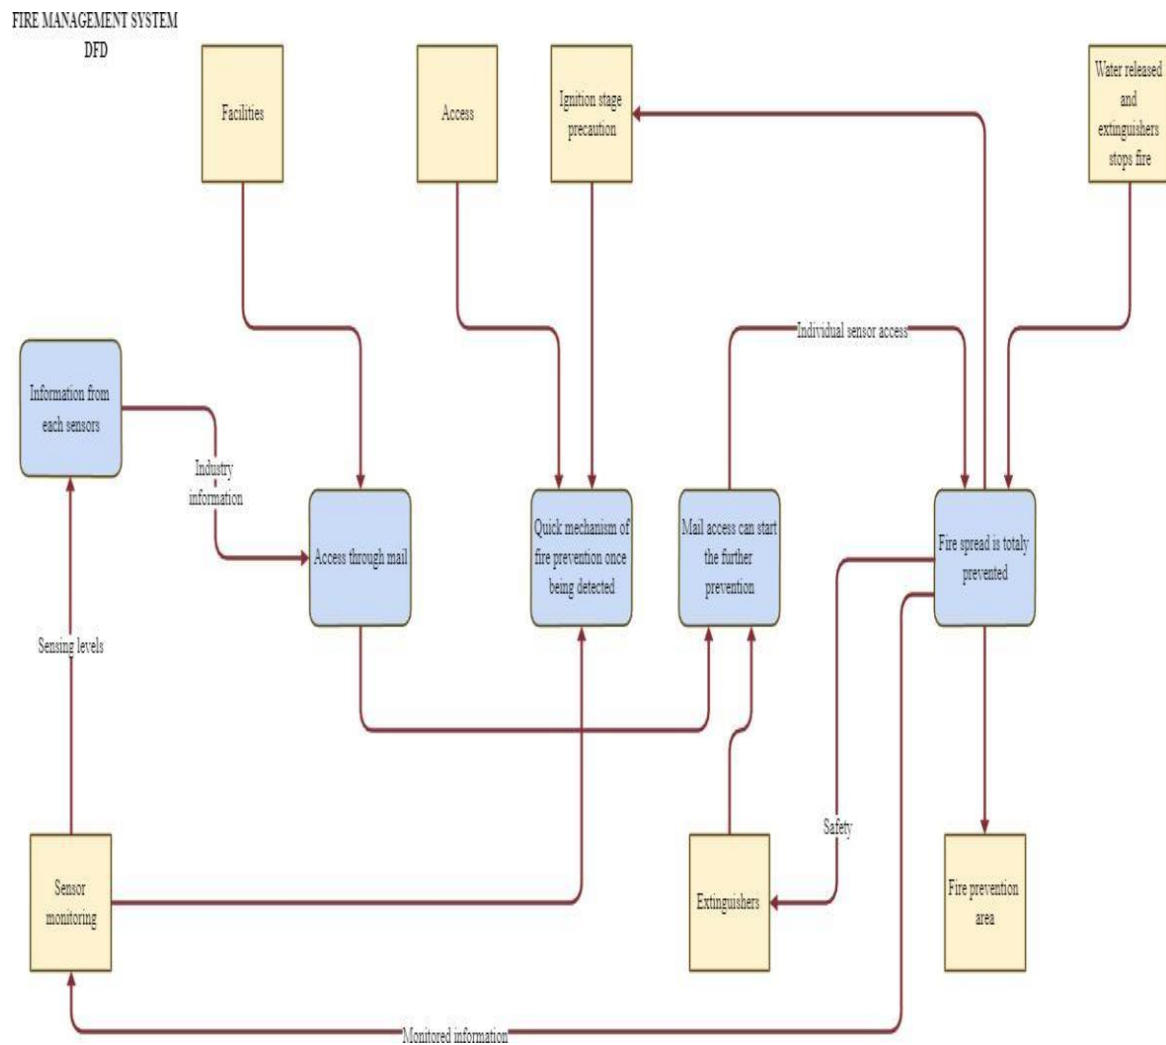 FIRE MANAGEMENT SYSTEM
DFD
Facilities
Access
Ignition stage
precaution
Water released
and
extinguishers
stops fire
Individual sensor access
Information from
each sensors
Industry
information
Access through mail
Quick mechanism of
fire prevention once
being detected
Mail access can start
the further
prevention
Fire spread is totaly
prevented
Sensing levels
Safety
Sensor
monitoring
Extinguishers
Fire prevention
area
Monitored information